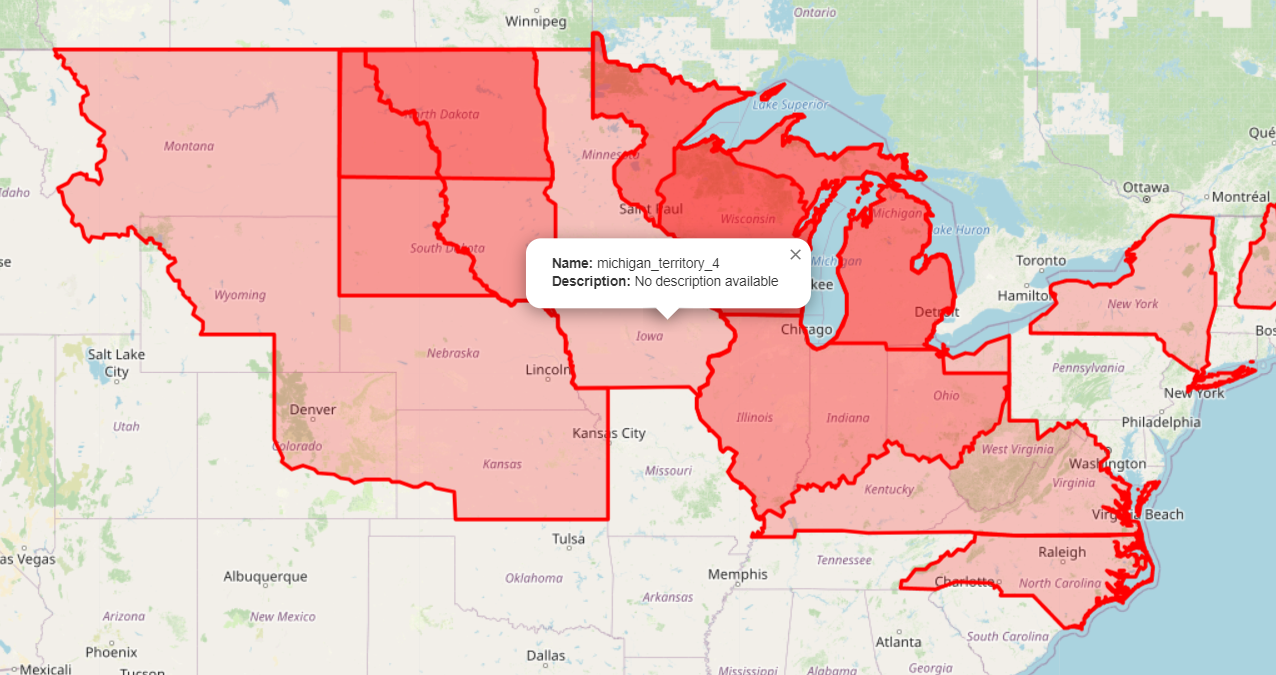 Ontario
Winnipeg
Lake Superior
North Dakota
Montana
Minnesota
Qué
Idaho
Ottawa
Montréal
Saint Paul
Wisconsin
Michigan
ake Huron
South Dakota
Name: michigan_territory_4
×
Description: No description available
Michigan
se
Toronto
kee
Hamilton
Wyoming
New York
Detroit
Chicago
Bos
Iowa
Salt Lake
City
Nebraska
Lincoln
Pennsylvania
New York
Ohio
Denver
Illinois
Indiana
Philadelphia
Utah
Kansas City
Colorado
West Virginia
Kansas
Missouri
Washington
Kentucky
Virginia
Virginia Beach
Tulsa
Raleigh
as Vegas
Tennessee
Albuquerque
Oklahoma
Memphis
Charlotte
North Carolina
Arkansas
Arizona
New Mexico
South Carolina
Atlanta
Phoenix
Dallas
Mexicali
Tucson
Mississippi
Alabama
Georgia